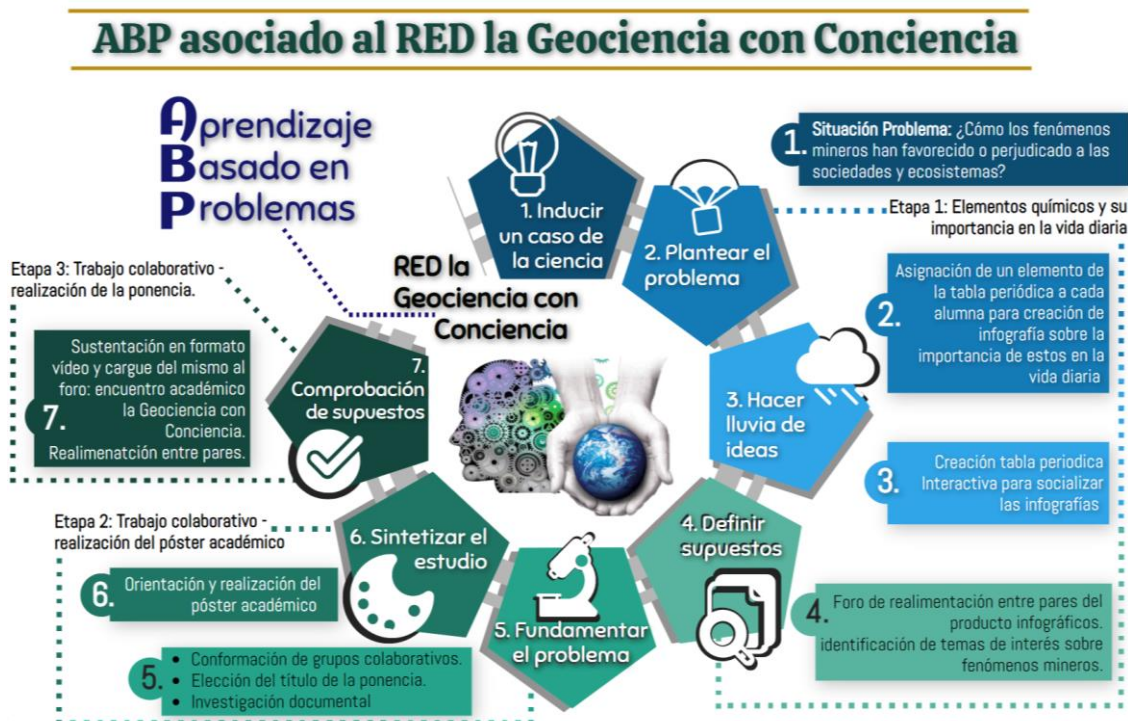 ABP asociado al RED la Geociencia con Conciencia
Aprendizaje
Basado en
Problemas
RED la
Geociencia con
Conciencia
1. Inducir
un caso de
la ciencia
2. Plantear el
problema
3. Hacer
lluvia de
ideas
4. Definir
supuestos
5. Fundamentar
el problema
6. Sintetizar el
estudio
7.
Comprobación
de supuestos
1.
Situación Problema: ¿Cómo los fenómenos
mineros han favorecido o perjudicado a las
sociedades y ecosistemas?
Etapa 1: Elementos químicos y su
importancia en la vida diaria
2.
Asignación de un elemento de
la tabla periódica a cada
alumna para creación de
infografía sobre la
importancia de estos en la
vida diaria
3.
Creación tabla periodica
Interactiva para socializar
las infografías
4.
Foro de realimentación entre pares del
producto infográficos.
identificación de temas de interés sobre
fenómenos mineros.
5.
• Conformación de grupos colaborativos.
• Elección del título de la ponencia.
• Investigación documental
Etapa 2: Trabajo colaborativo -
realización del póster académico
6.
Orientación y realización del
póster académico
Etapa 3: Trabajo colaborativo -
realización de la ponencia.
7.
Sustentación en formato
vídeo y cargue del mismo al
foro: encuentro académico
la Geociencia con
Conciencia.
Realimenatción entre pares.